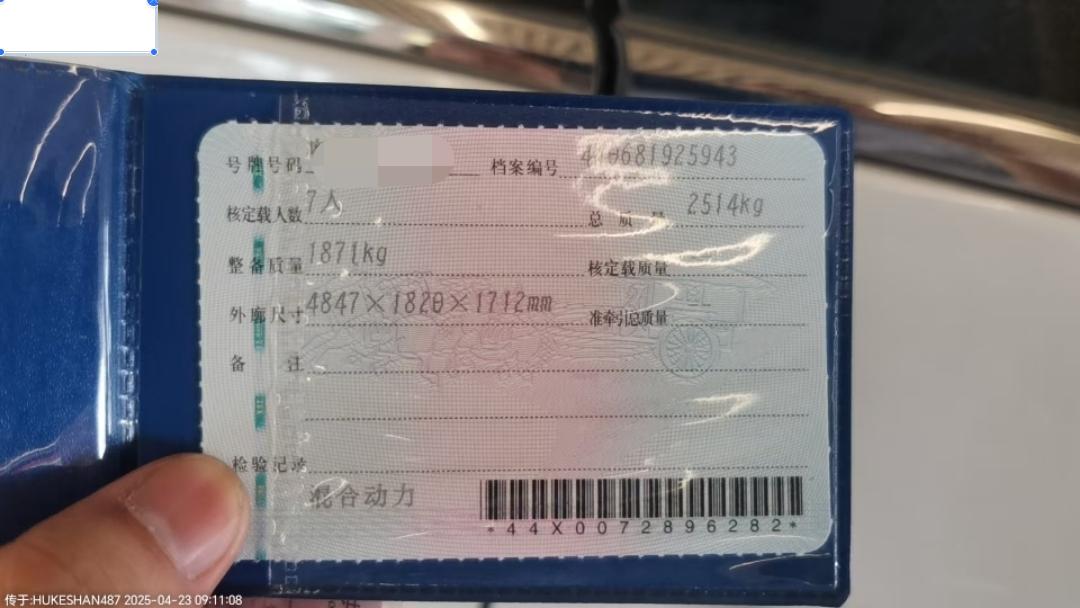 号牌号码
档案编号 470681925943
核定载人数 7人
总质量 2514kg
整备质量 1871kg
核定载质量
外廓尺寸 4847×1820×1712mm
准牵引总质量
备注
检验记录
混合动力
*44X0072896282*
传于:HUKESHAN487 2025-04-23 09:11:08